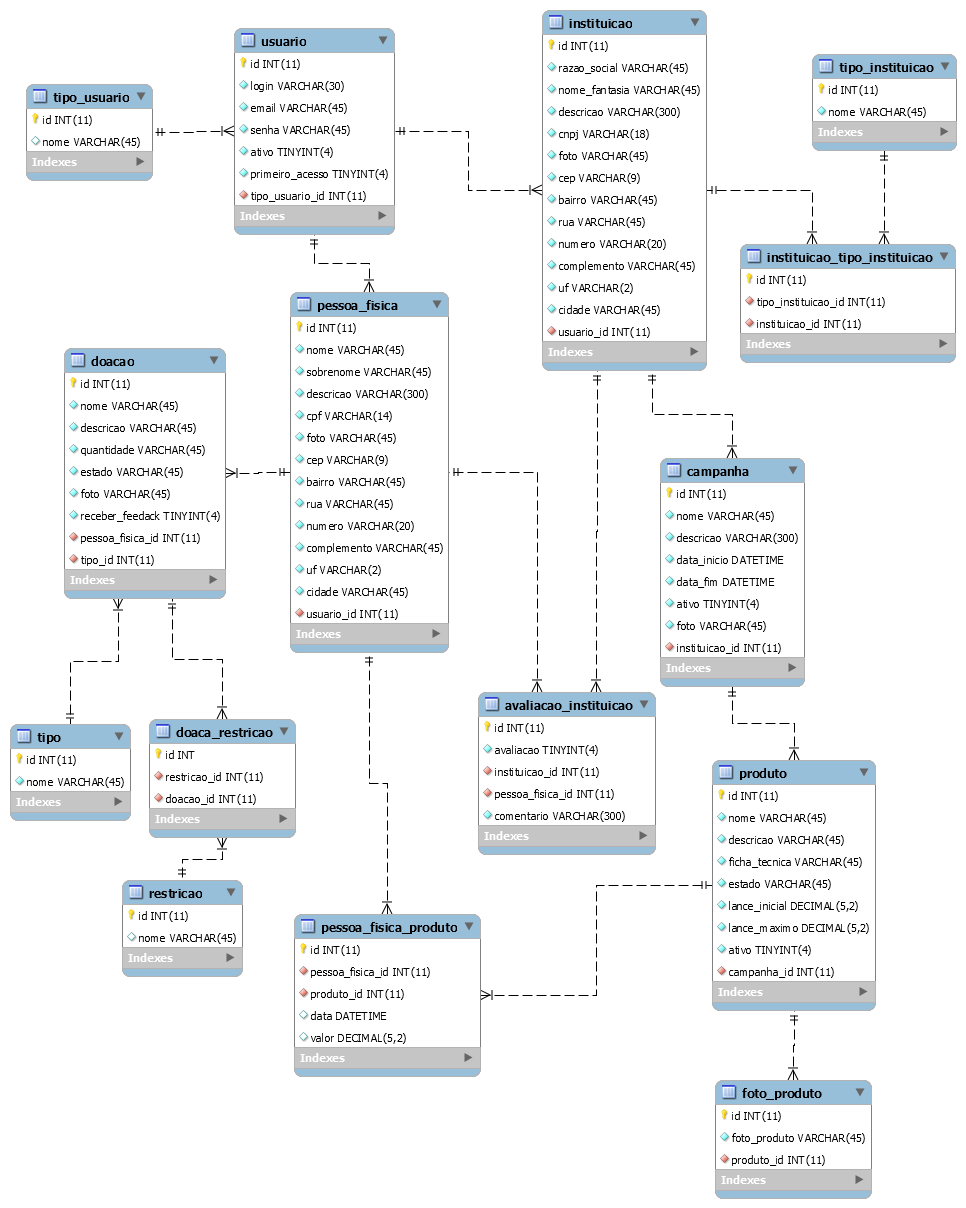 tipo_usuario
id INT(11)
nome VARCHAR(45)
Indexes
usuario
id INT(11)
login VARCHAR(30)
email VARCHAR(45)
senha VARCHAR(45)
ativo TINYINT(4)
primeiro_acesso TINYINT(4)
tipo_usuario_id INT(11)
Indexes
instituicao
id INT(11)
razao_social VARCHAR(45)
nome_fantasia VARCHAR(45)
descricao VARCHAR(300)
cnpj VARCHAR(18)
foto VARCHAR(45)
cep VARCHAR(9)
bairro VARCHAR(45)
rua VARCHAR(45)
numero VARCHAR(20)
complemento VARCHAR(45)
uf VARCHAR(2)
cidade VARCHAR(45)
usuario_id INT(11)
Indexes
tipo_instituicao
id INT(11)
nome VARCHAR(45)
Indexes
instituicao_tipo_instituicao
id INT(11)
tipo_instituicao_id INT(11)
instituicao_id INT(11)
Indexes
pessoa_fisica
id INT(11)
nome VARCHAR(45)
sobrenome VARCHAR(45)
descricao VARCHAR(300)
cpf VARCHAR(14)
foto VARCHAR(45)
cep VARCHAR(9)
bairro VARCHAR(45)
rua VARCHAR(45)
numero VARCHAR(20)
complemento VARCHAR(45)
uf VARCHAR(2)
cidade VARCHAR(45)
usuario_id INT(11)
Indexes
doacao
id INT(11)
nome VARCHAR(45)
descricao VARCHAR(45)
quantidade VARCHAR(45)
estado VARCHAR(45)
foto VARCHAR(45)
receber_feedack TINYINT(4)
pessoa_fisica_id INT(11)
tipo_id INT(11)
Indexes
campanha
id INT(11)
nome VARCHAR(45)
descricao VARCHAR(300)
data_inicio DATETIME
data_fim DATETIME
ativo TINYINT(4)
foto VARCHAR(45)
instituicao_id INT(11)
Indexes
tipo
id INT(11)
nome VARCHAR(45)
Indexes
doaca_restricao
id INT
restricao_id INT(11)
doacao_id INT(11)
Indexes
avaliacao_instituicao
id INT(11)
avaliacao TINYINT(4)
instituicao_id INT(11)
pessoa_fisica_id INT(11)
comentario VARCHAR(300)
Indexes
produto
id INT(11)
nome VARCHAR(45)
descricao VARCHAR(45)
ficha_tecnica VARCHAR(45)
estado VARCHAR(45)
lance_inicial DECIMAL(5,2)
lance_maximo DECIMAL(5,2)
ativo TINYINT(4)
campanha_id INT(11)
Indexes
restricao
id INT(11)
nome VARCHAR(45)
Indexes
pessoa_fisica_produto
id INT(11)
pessoa_fisica_id INT(11)
produto_id INT(11)
data DATETIME
valor DECIMAL(5,2)
Indexes
foto_produto
id INT(11)
foto_produto VARCHAR(45)
produto_id INT(11)
Indexes